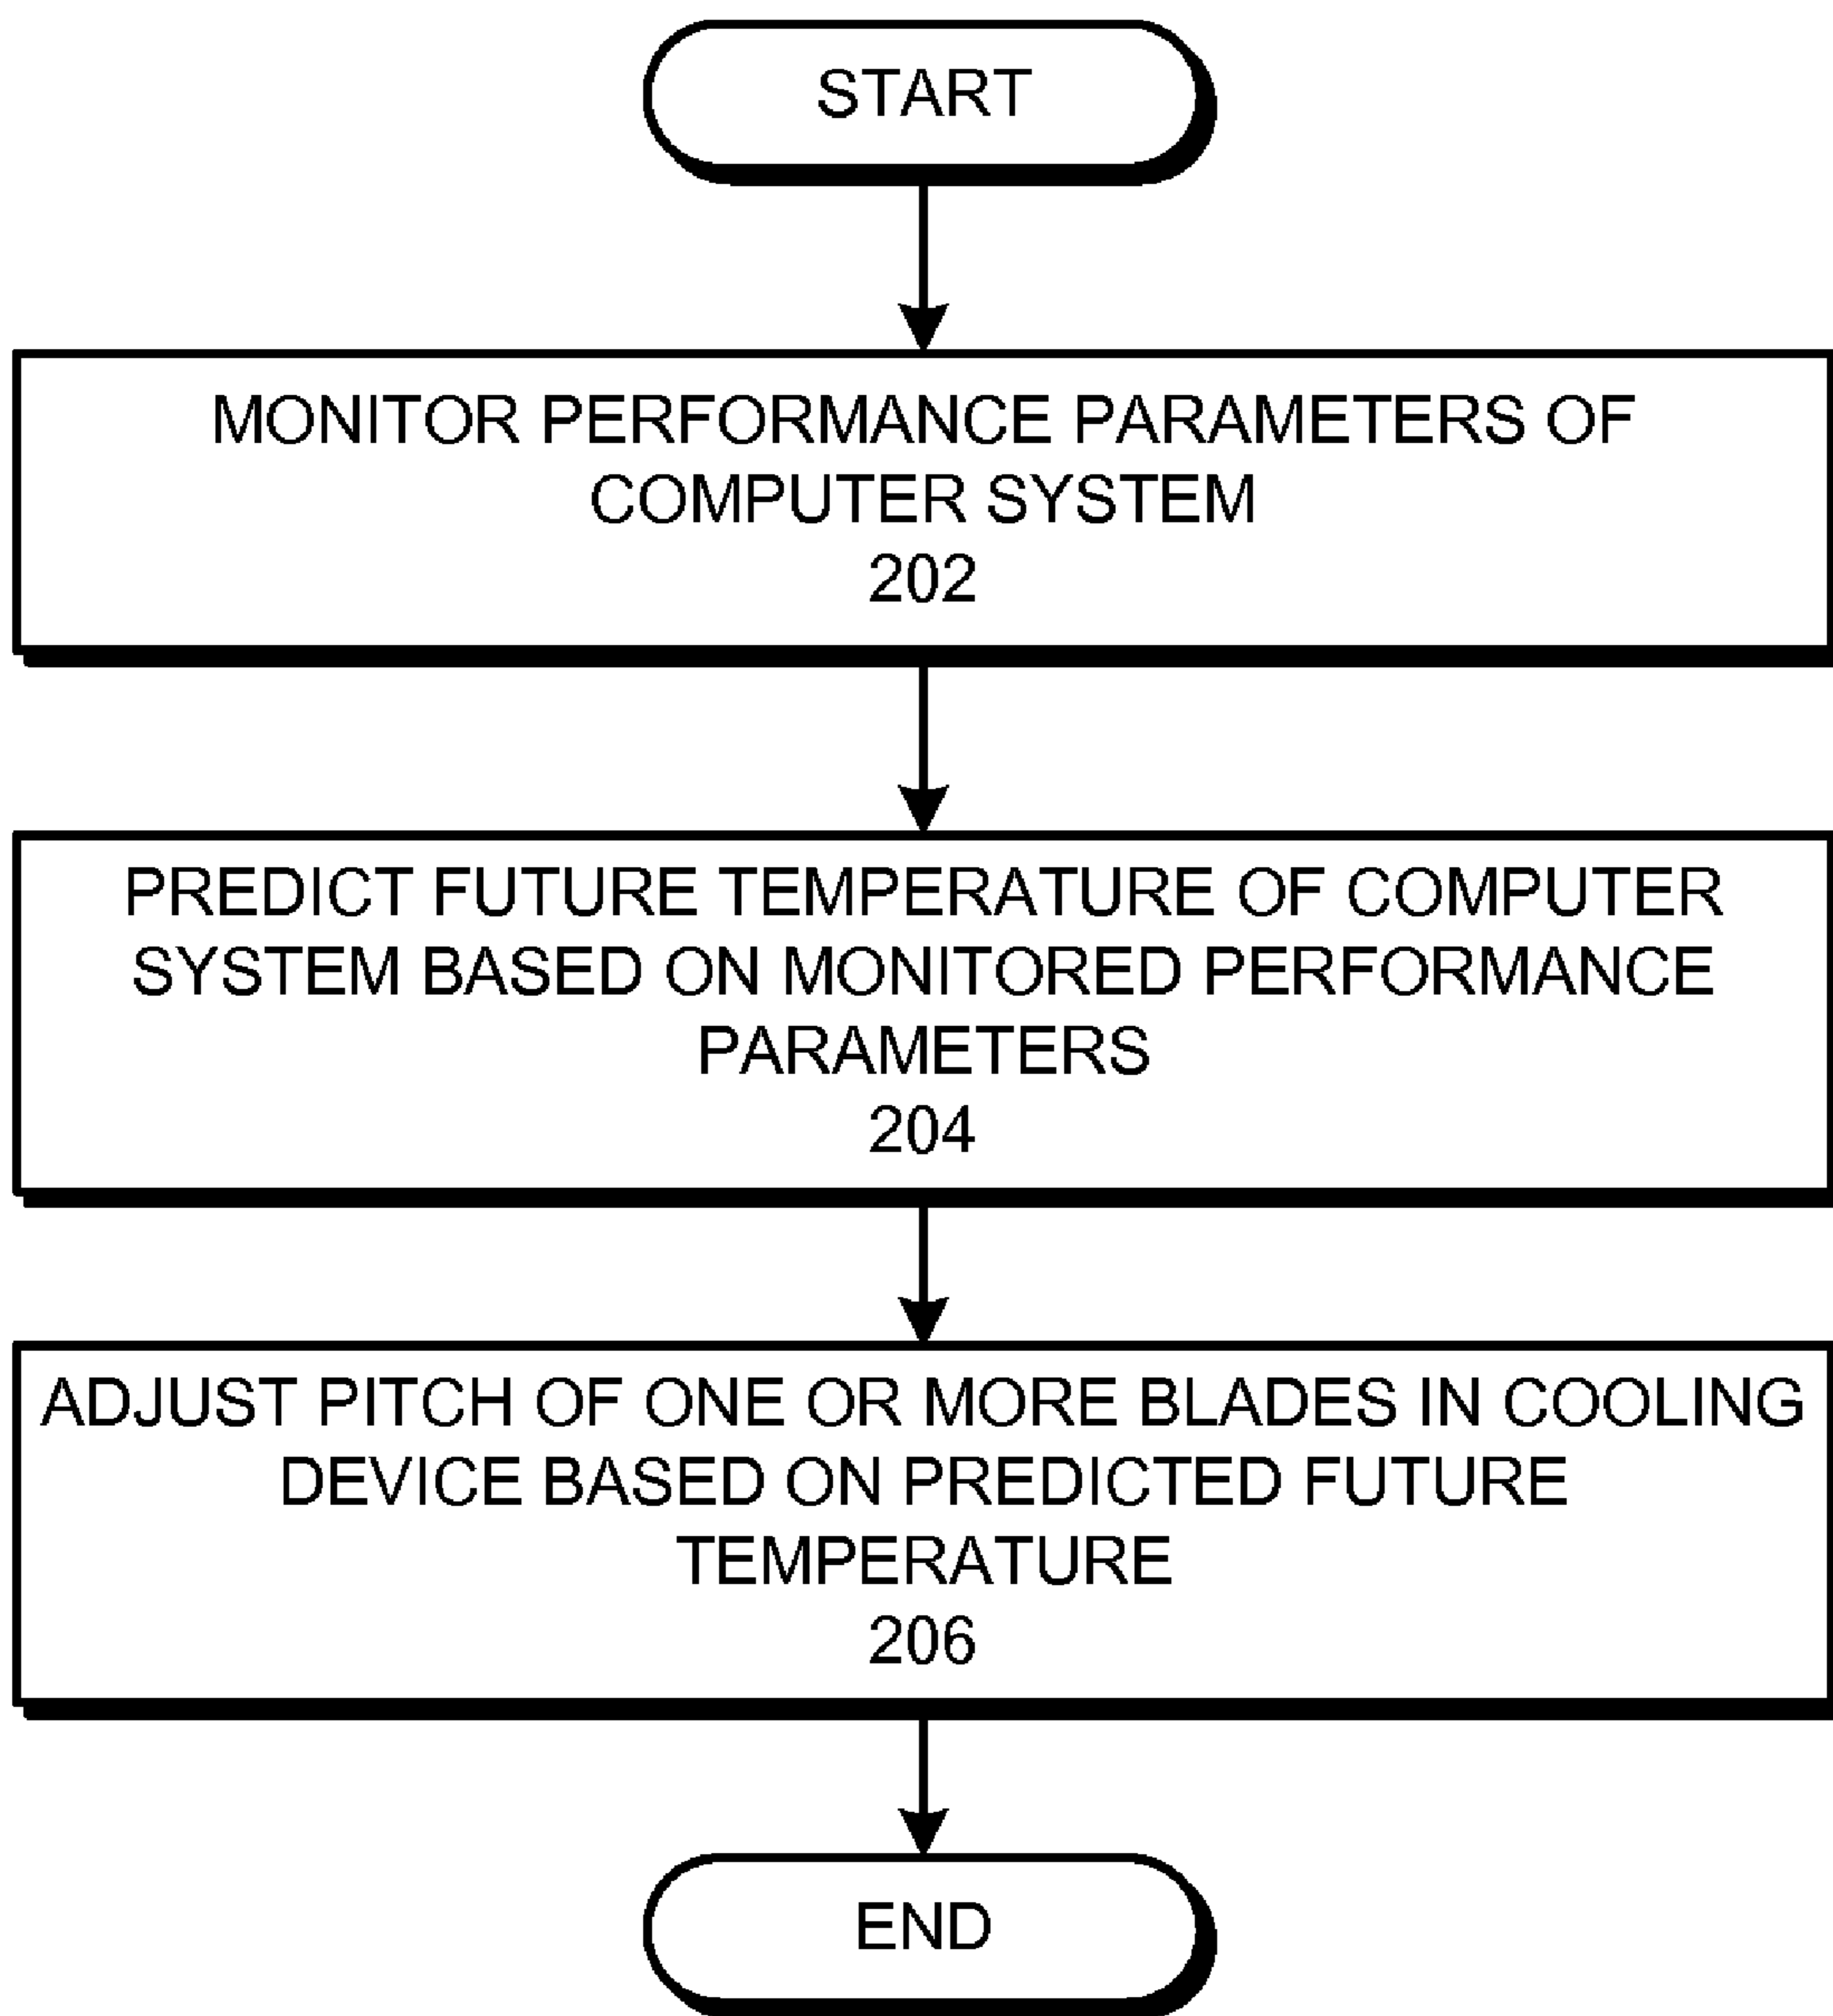 START
MONITOR PERFORMANCE PARAMETERS OF
COMPUTER SYSTEM
202
PREDICT FUTURE TEMPERATURE OF COMPUTER
SYSTEM BASED ON MONITORED PERFORMANCE
PARAMETERS
204
ADJUST PITCH OF ONE OR MORE BLADES IN COOLING
DEVICE BASED ON PREDICTED FUTURE
TEMPERATURE
206
END